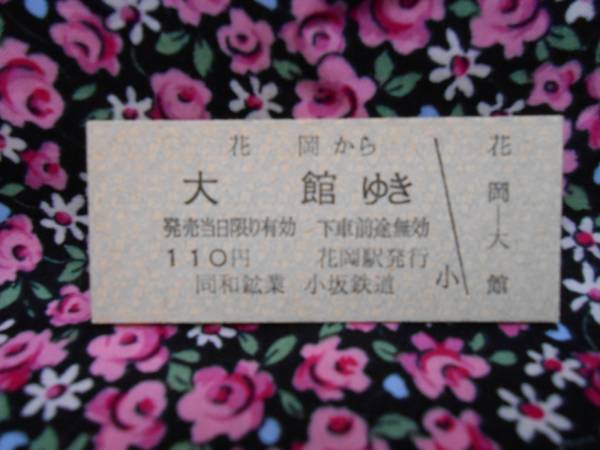 花岡から
大館ゆき
発売当日限り有効 下車前途無効
110円 花岡駅発行
同和鉱業 小坂鉄道
小
花岡―大館